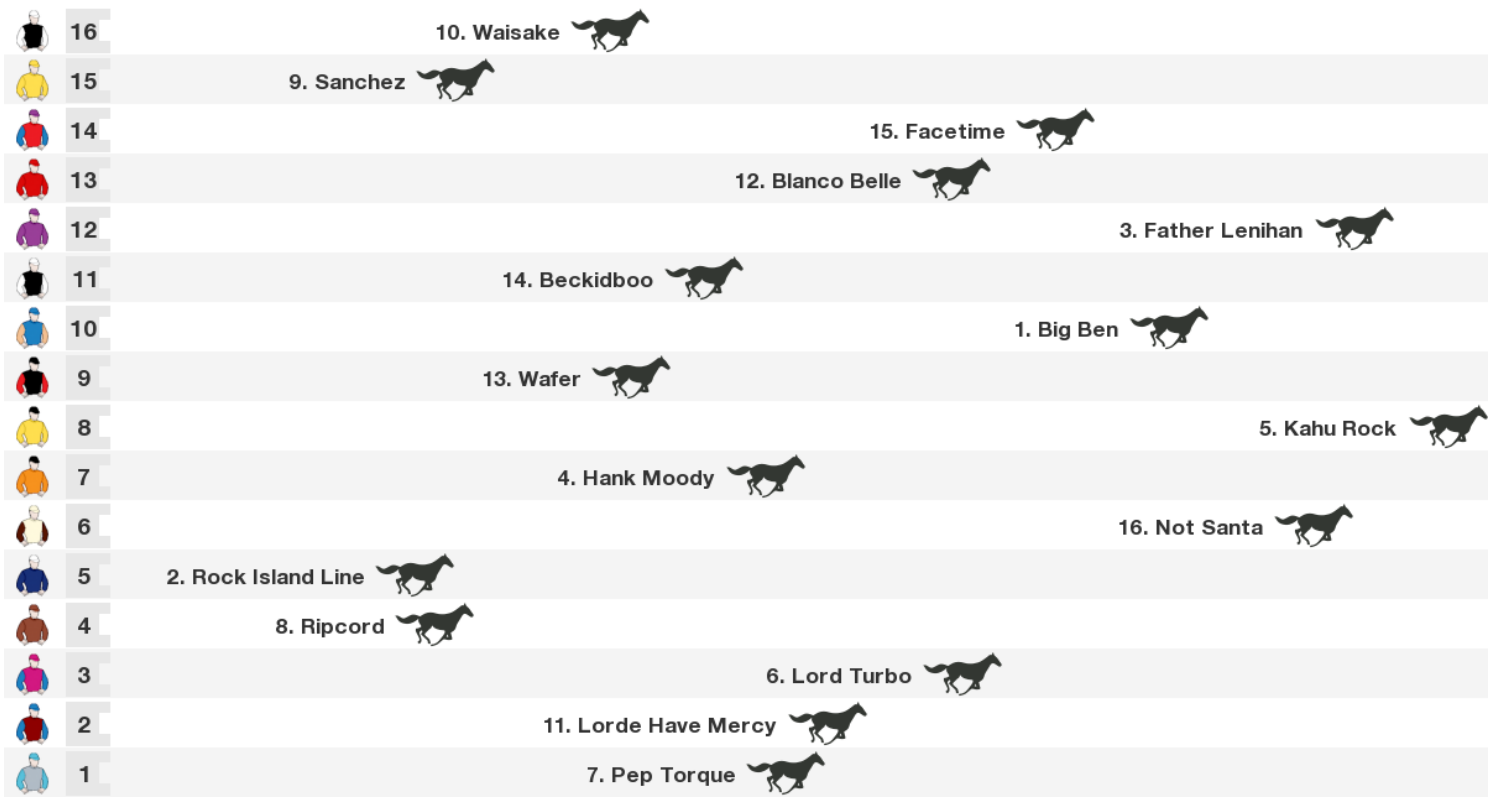 16 10. Waisake
15 9. Sanchez
14 15. Facetime
13 12. Blanco Belle
12 3. Father Lenihan
11 14. Beckidboo
10 1. Big Ben
9 13. Wafer
8 5. Kahu Rock
7 4. Hank Moody
6 16. Not Santa
5 2. Rock Island Line
4 8. Ripcord
3 6. Lord Turbo
2 11. Lorde Have Mercy
1 7. Pep Torque